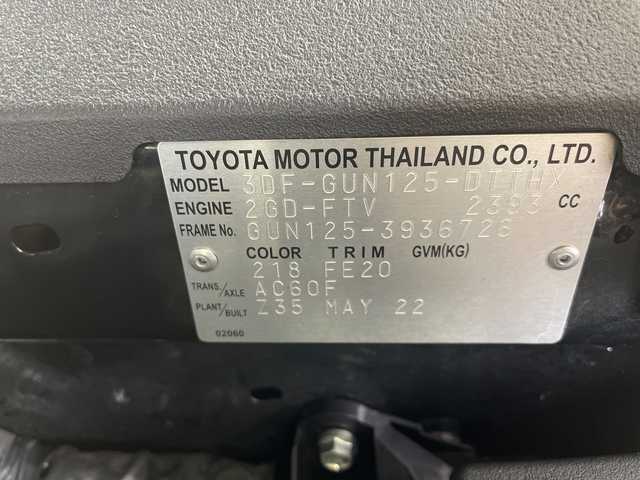 TOYOTA MOTOR THAILAND CO., LTD.
MODEL 3DF-GUN125-DTTHX
ENGINE 2GD-FTV 2393 CC
FRAME No. GUN125-3936726
COLOR TRIM GVM(KG)
218 FE20
TRANS./AXLE AC60F
PLANT/BUILT Z35 MAY 22
02060